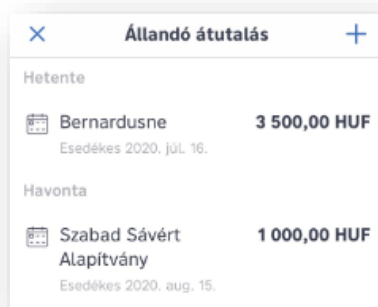 Állandó átutalás
Hetente
Bernardusne 3 500,00 HUF
Esedékes 2020. júl. 16.
Havonta
Szabad Sávért 1 000,00 HUF
Alapítvány
Esedékes 2020. aug. 15.